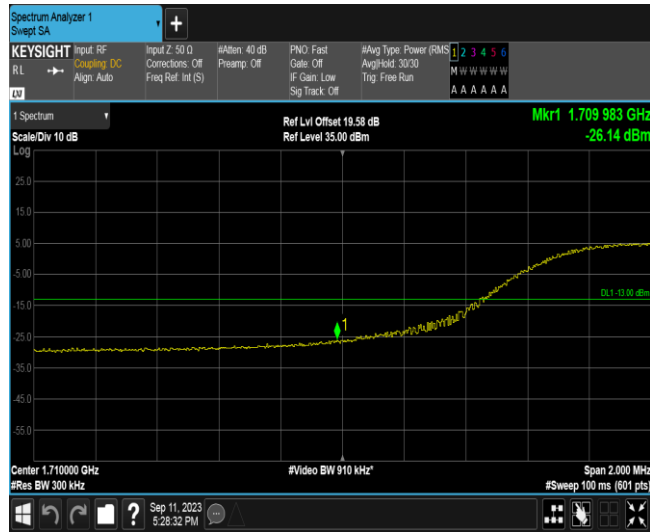 Spectrum Analyzer 1
Swept SA
+
KEYSIGHT
RL
LXI
Input: RF
Coupling: DC
Align: Auto
Input Z: 50 Ω
Corrections: Off
Freq Ref: Int (S)
#Atten: 40 dB
Preamp: Off
PNO: Fast
Gate: Off
IF Gain: Low
Sig Track: Off
#Avg Type: Power (RMS
Avg|Hold: 30/30
Trig: Free Run
1 2 3 4 5 6
M W W W W W
A A A A A A
1 Spectrum
Scale/Div 10 dB
Ref Lvl Offset 19.58 dB
Ref Level 35.00 dBm
Mkr1 1.709 983 GHz
-26.14 dBm
Log
25.0
15.0
5.00
-5.00
DL1 -13.00 dBm
-15.0
1
-25.0
-35.0
-45.0
-55.0
Center 1.710000 GHz
#Res BW 300 kHz
#Video BW 910 kHz*
Span 2.000 MHz
#Sweep 100 ms (601 pts)
?
Sep 11, 2023
5:28:32 PM